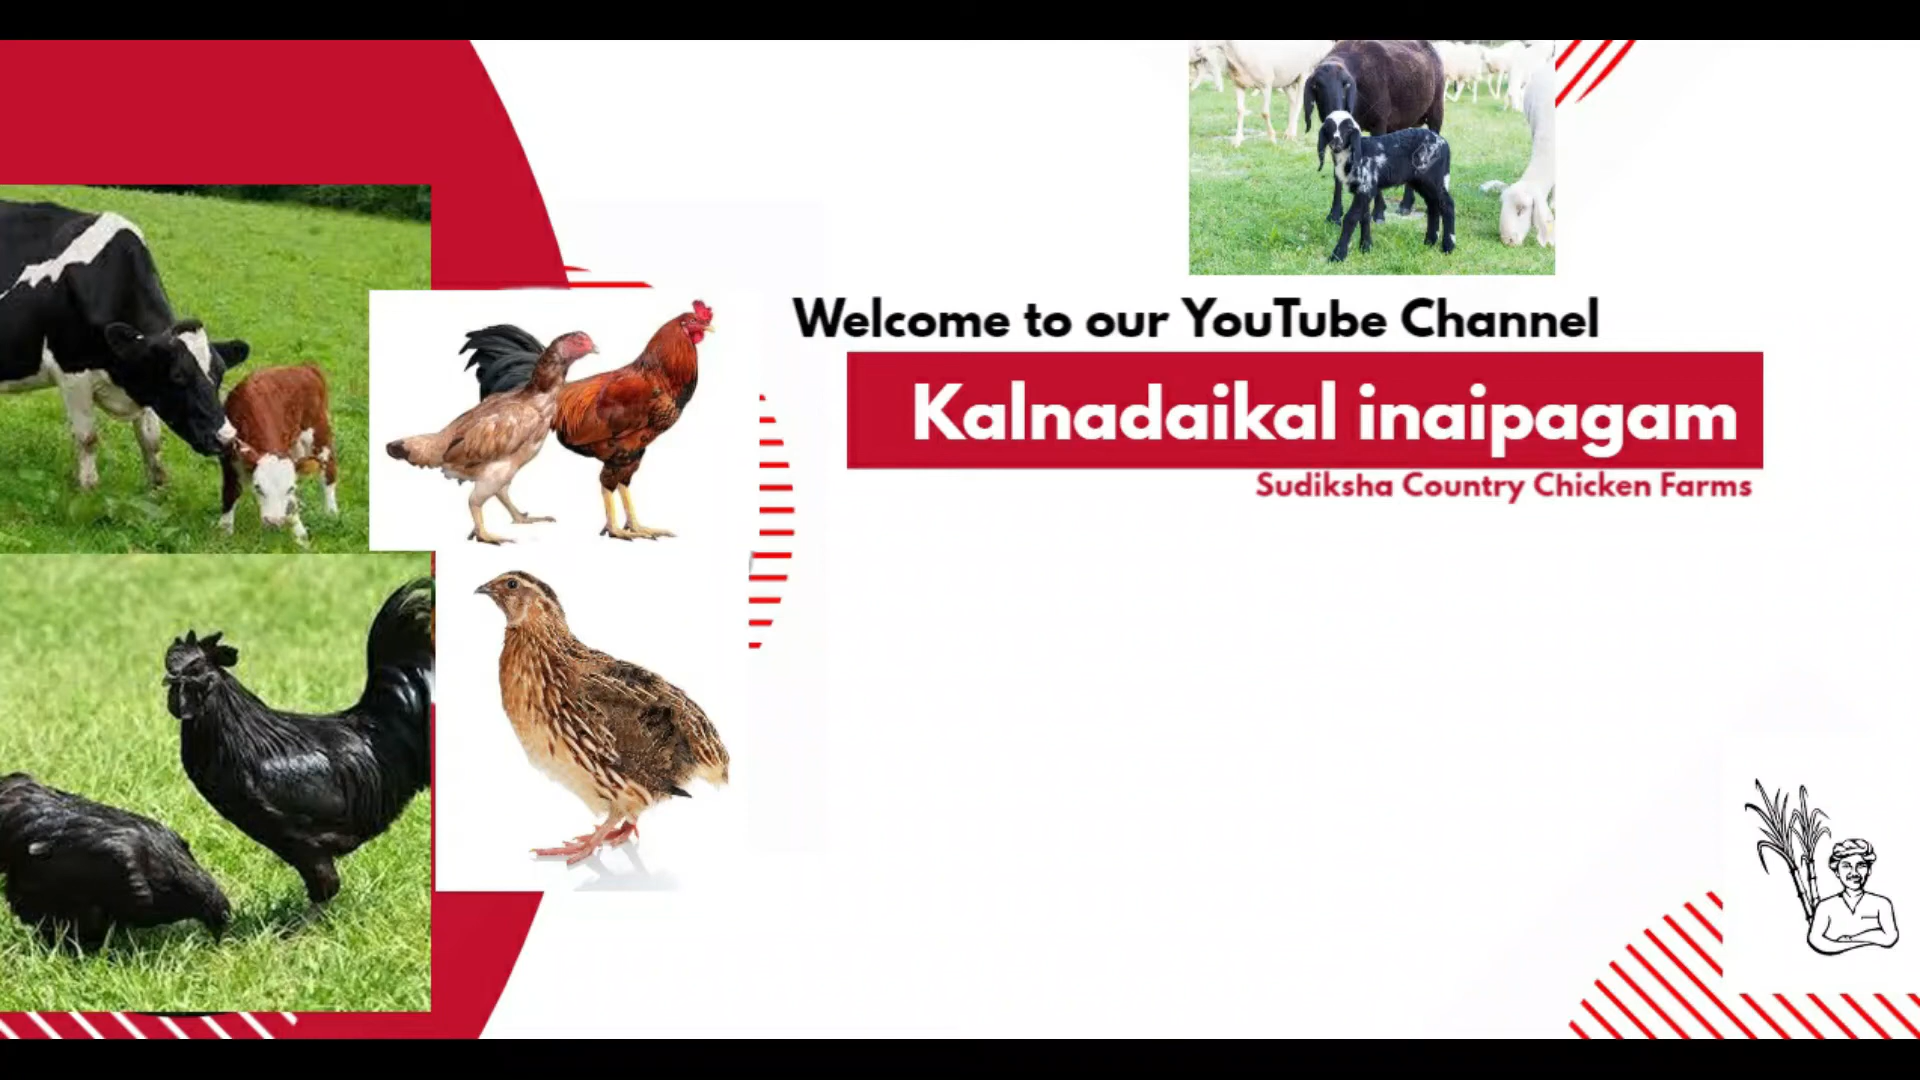 Welcome to our YouTube Channel
Kalnadaikal inaipagam
Sudiksha Country Chicken Farms